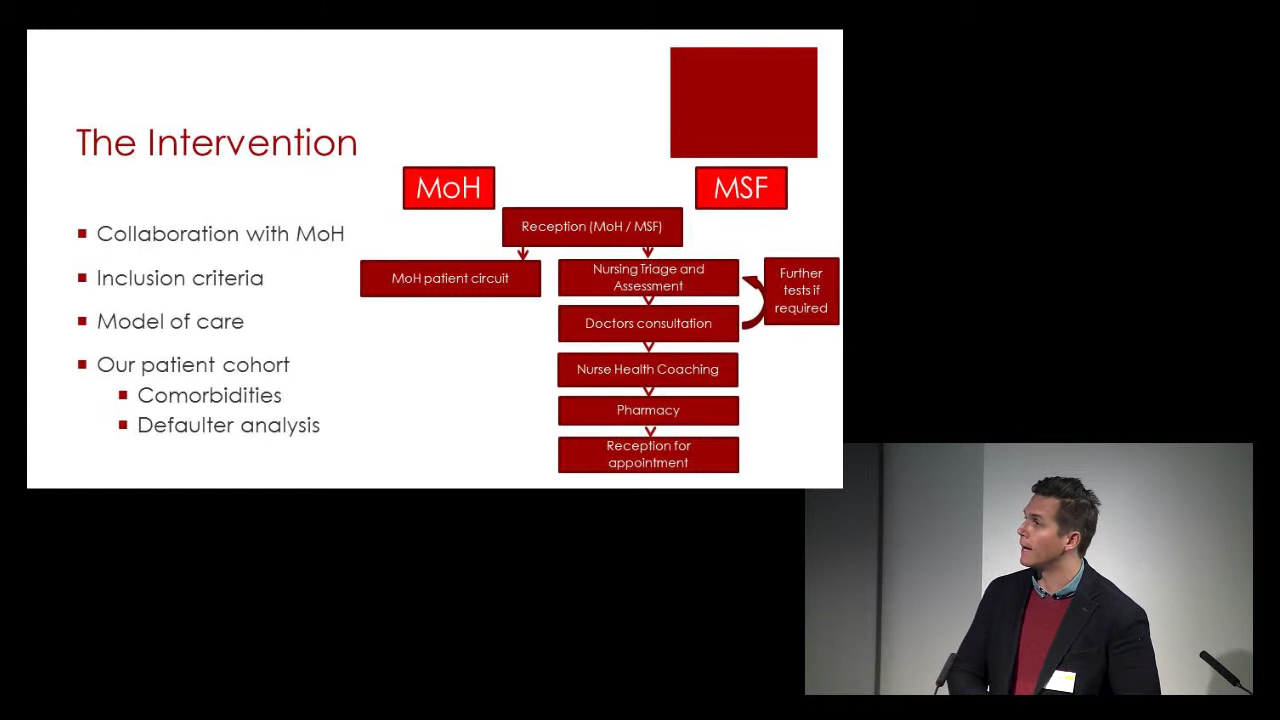 The Intervention
MoH
MSF
Reception (MoH / MSF)
Collaboration with MoH
Inclusion criteria
Model of care
Our patient cohort
Comorbidities
Defaulter analysis
MoH patient circuit
Nursing Triage and
Assessment
Further
tests if
required
Doctors consultation
Nurse Health Coaching
Pharmacy
Reception for
appointment